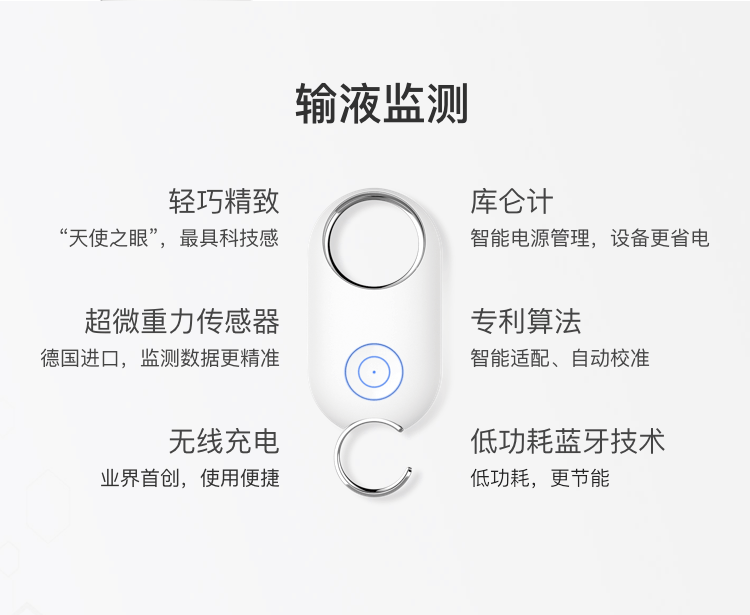 输液监测
轻巧精致
“天使之眼”，最具科技感
超微重力传感器
德国进口，监测数据更精准
无线充电
业界首创，使用便捷
库仑计
智能电源管理，设备更省电
专利算法
智能适配、自动校准
低功耗蓝牙技术
低功耗，更节能